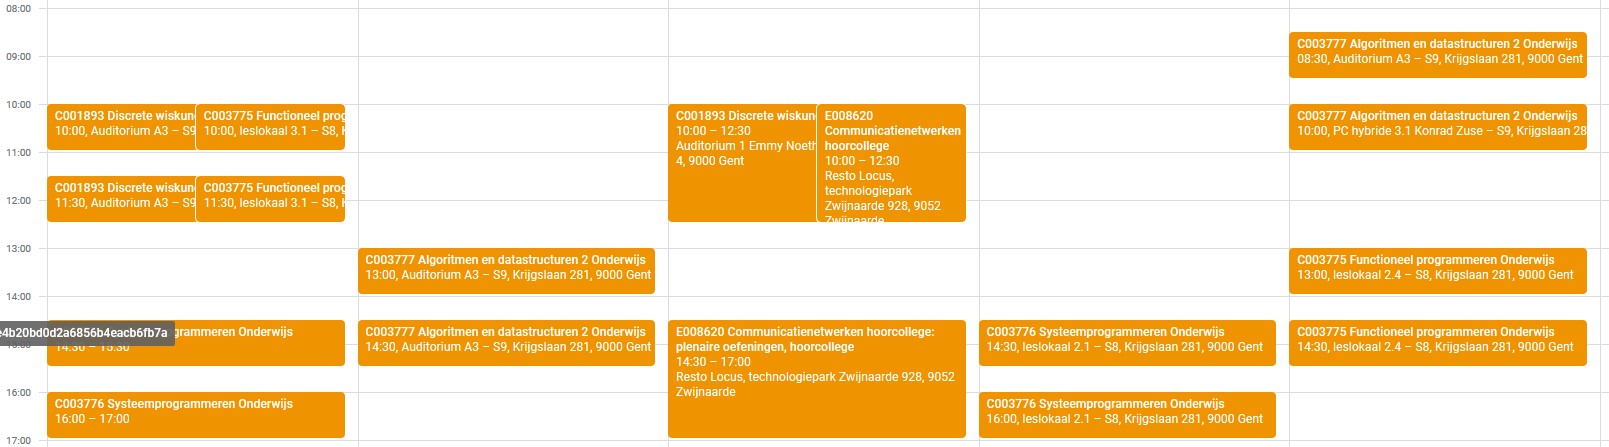 08:00
09:00
10:00
11:00
12:00
13:00
14:00
16:00
17:00
C001893 Discrete
10:00, Auditorium A3 – S9
C003775 Functioneel
10:00, leslokaal 3.1 – S8,
C001893 Discrete
11:30, Auditorium A3 – S9
C003775 Functioneel
11:30, leslokaal 3.1 – S8,
e4b20bd0d2a6856b4eacb6fb7a
grammeren Onderwijs
14:30 – 15:30
C003776 Systeemprogrammeren Onderwijs
16:00 – 17:00
C003777 Algoritmen en datastructuren 2 Onderwijs
13:00, Auditorium A3 – S9, Krijgslaan 281, 9000 Gent
C003777 Algoritmen en datastructuren 2 Onderwijs
14:30, Auditorium A3 – S9, Krijgslaan 281, 9000 Gent
C001893 Discrete wiskun
10:00 – 12:30
Auditorium 1 Emmy Noeth
4, 9000 Gent
E008620
Communicatienetwerken
hoorcollege
10:00 – 12:30
Resto Locus,
technologiepark
Zwijnaarde 928, 9052
Zwijnaarde
E008620 Communicatienetwerken hoorcollege:
plenaire oefeningen, hoorcollege
14:30 – 17:00
Resto Locus, technologiepark Zwijnaarde 928, 9052
Zwijnaarde
C003776 Systeemprogrammeren Onderwijs
14:30, leslokaal 2.1 – S8, Krijgslaan 281, 9000 Gent
C003776 Systeemprogrammeren Onderwijs
16:00, leslokaal 2.1 – S8, Krijgslaan 281, 9000 Gent
C003777 Algoritmen en datastructuren 2 Onderwijs
08:30, Auditorium A3 – S9, Krijgslaan 281, 9000 Gent
C003777 Algoritmen en datastructuren 2 Onderwijs
10:00, PC hybride 3.1 Konrad Zuse – S9, Krijgslaan 28
C003775 Functioneel programmeren Onderwijs
13:00, leslokaal 2.4 – S8, Krijgslaan 281, 9000 Gent
C003775 Functioneel programmeren Onderwijs
14:30, leslokaal 2.4 – S8, Krijgslaan 281, 9000 Gent